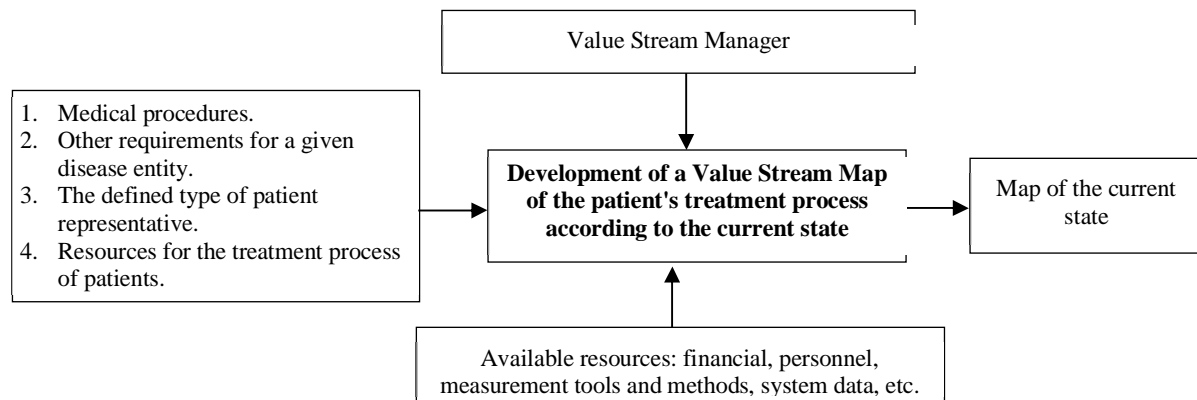 Value Stream Manager
1. Medical procedures.
2. Other requirements for a given
disease entity.
3. The defined type of patient
representative.
4. Resources for the treatment process
of patients.
Development of a Value Stream Map
of the patient's treatment process
according to the current state
Map of the current
state
Available resources: financial, personnel,
measurement tools and methods, system data, etc.